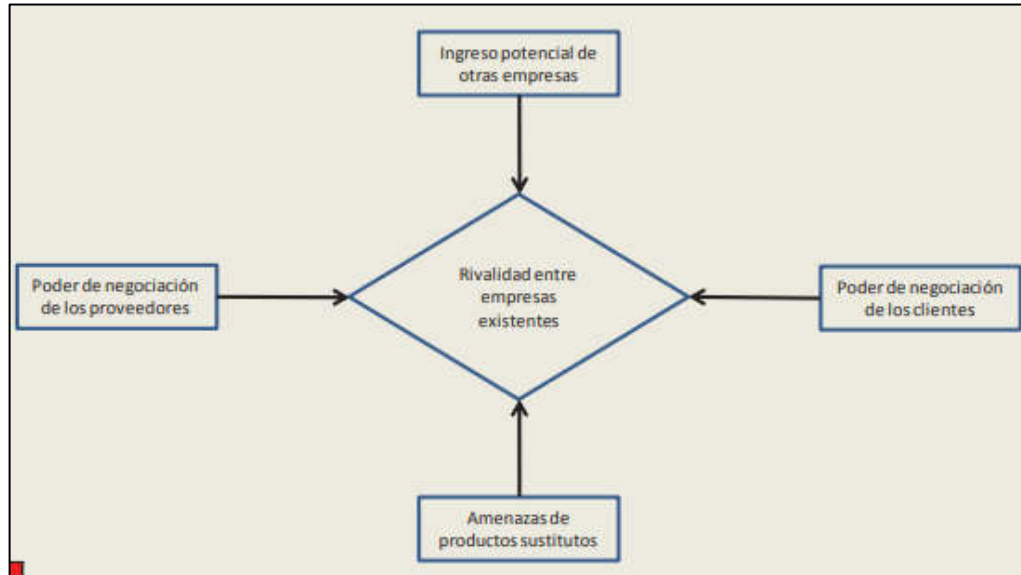 Ingreso potencial de
otras empresas
Poder de negociación
de los proveedores
Rivalidad entre
empresas
existentes
Poder de negociación
de los clientes
Amenazas de
productos sustitutos